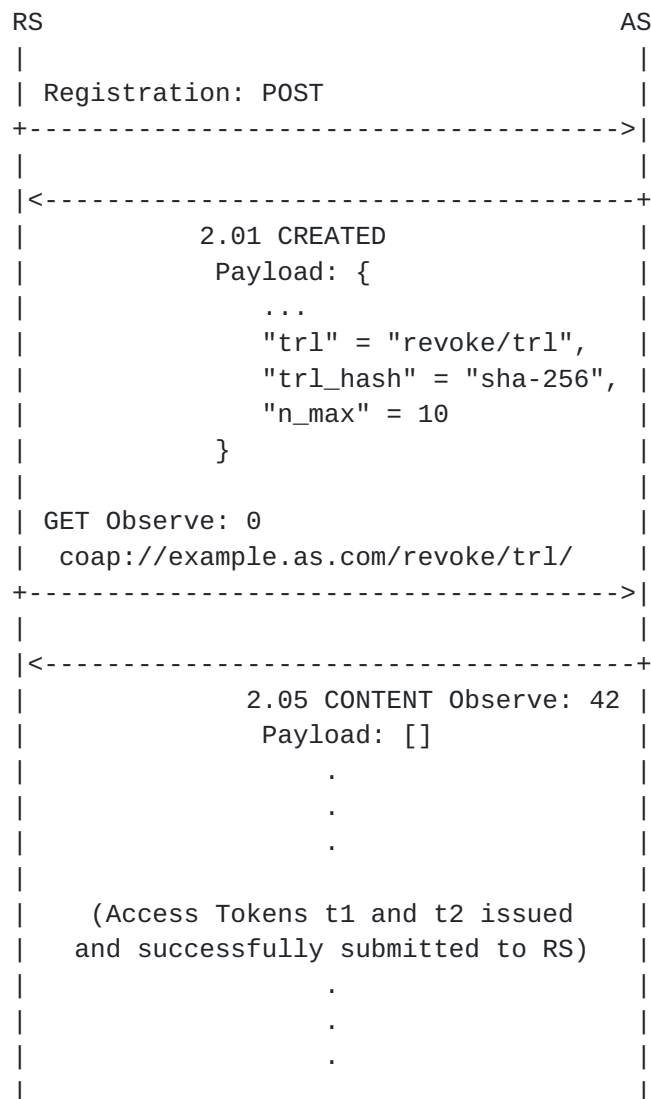 RS                                      AS
|                                       |
| Registration: POST                    |
+-------------------------------------->|
|                                       |
|<--------------------------------------+
|           2.01 CREATED                |
|            Payload: {                 |
|               ...                     |
|               "trl" = "revoke/trl",   |
|               "trl_hash" = "sha-256", |
|               "n_max" = 10            |
|            }                          |
|                                       |
| GET Observe: 0                        |
|  coap://example.as.com/revoke/trl/    |
+-------------------------------------->|
|                                       |
|<--------------------------------------+
|              2.05 CONTENT Observe: 42 |
|               Payload: []             |
|                   .                   |
|                   .                   |
|                   .                   |
|                                       |
|    (Access Tokens t1 and t2 issued    |
|   and successfully submitted to RS)   |
|                   .                   |
|                   .                   |
|                   .                   |
|                                       |